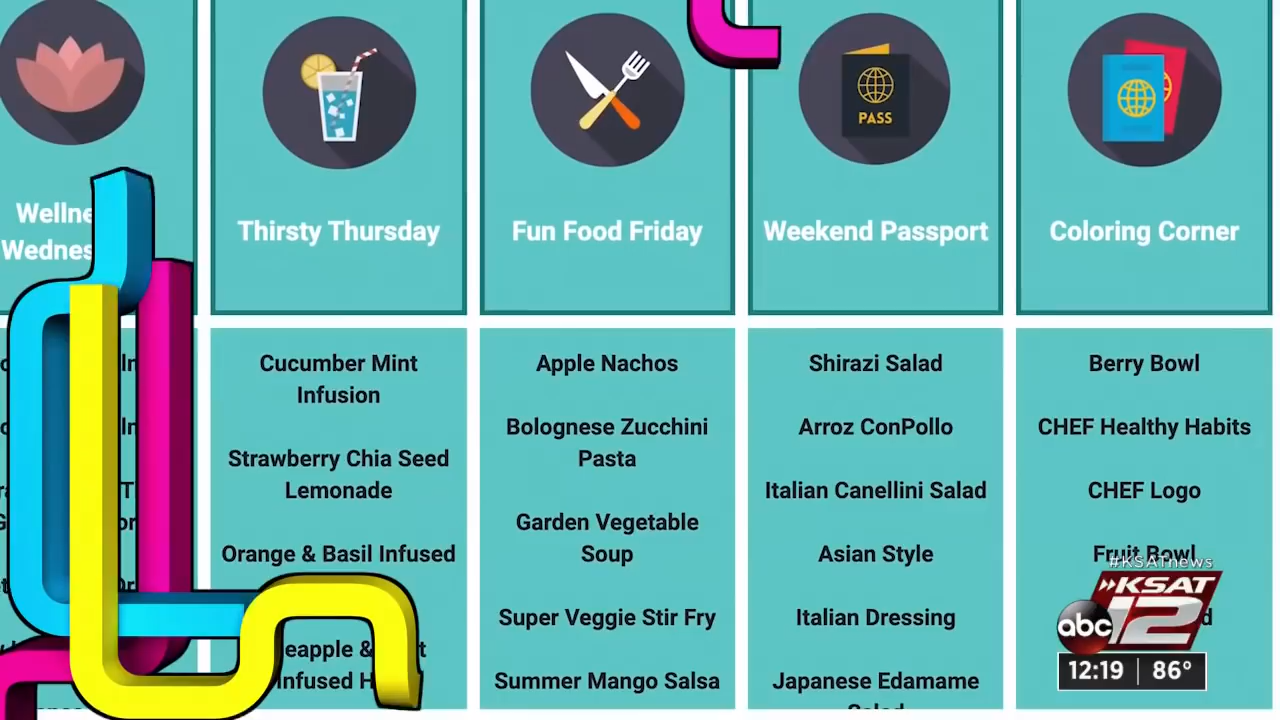 PASS
Thirsty Thursday
Fun Food Friday
Weekend Passport
Coloring Corner
Cucumber Mint
Infusion
Strawberry Chia Seed
Lemonade
Orange & Basil Infused
Apple Nachos
Bolognese Zucchini
Pasta
Garden Vegetable
Soup
Super Veggie Stir Fry
Summer Mango Salsa
Shirazi Salad
Arroz ConPollo
Italian Canellini Salad
Asian Style
Italian Dressing
Japanese Edamame
Salad
Berry Bowl
CHEF Healthy Habits
CHEF Logo
Fruit Bowl
#KSATnews
KSAT
12
abc
12:19 86°